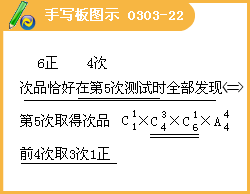 手写板图示 0303-22
6正 4次
次品恰好在第5次测试时全部发现⇔
第5次取得次品 C¹₁×C³₄×C¹₆×A⁴₄
前4次取3次1正